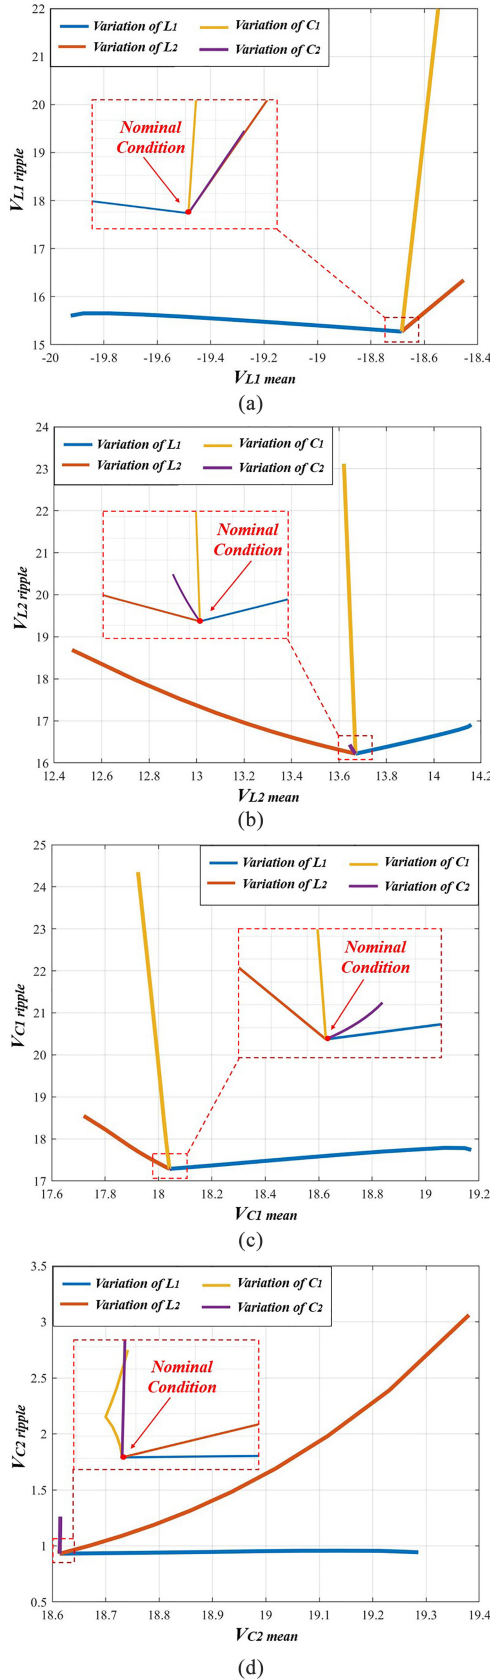 22
21
20
19
18
17
16
15
V_L1 ripple
Variation of L1
Variation of C1
Variation of L2
Variation of C2
Nominal
Condition
-20 -19.8 -19.6 -19.4 -19.2 -19 -18.8 -18.6 -18.4
V_L1 mean
(a)
24
23
22
21
20
19
18
17
16
V_L2 ripple
Variation of L1
Variation of C1
Variation of L2
Variation of C2
Nominal
Condition
12.4 12.6 12.8 13 13.2 13.4 13.6 13.8 14 14.2
V_L2 mean
(b)
25
24
23
22
21
20
19
18
17
V_C1 ripple
Variation of L1
Variation of C1
Variation of L2
Variation of C2
Nominal
Condition
17.6 17.8 18 18.2 18.4 18.6 18.8 19 19.2
V_C1 mean
(c)
3.5
3
2.5
2
1.5
1
0.5
V_C2 ripple
Variation of L1
Variation of C1
Variation of L2
Variation of C2
Nominal
Condition
18.6 18.7 18.8 18.9 19 19.1 19.2 19.3 19.4
V_C2 mean
(d)